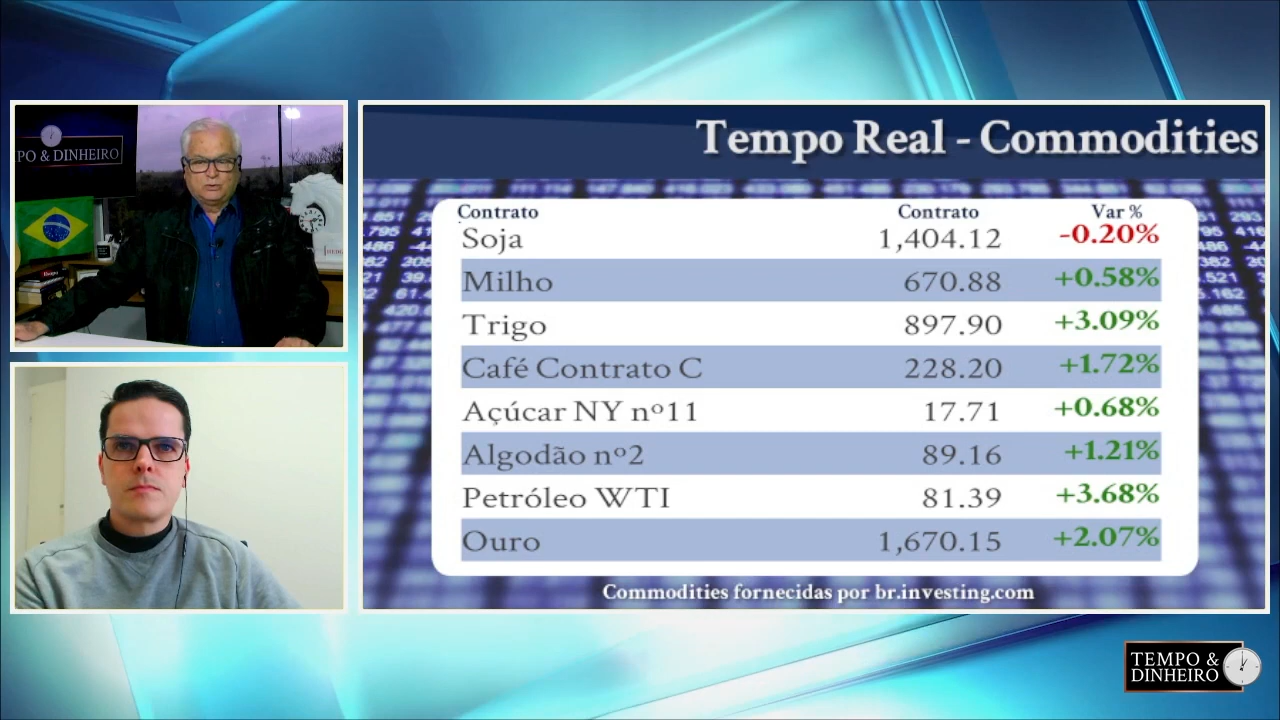 PO & DINHEIRO
Tempo Real - Commodities
Contrato Contrato Var %
Soja 1,404.12 -0.20%
Milho 670.88 +0.58%
Trigo 897.90 +3.09%
Café Contrato C 228.20 +1.72%
Açúcar NY nº11 17.71 +0.68%
Algodão nº2 89.16 +1.21%
Petróleo WTI 81.39 +3.68%
Ouro 1,670.15 +2.07%
Commodities fornecidas por br.investing.com
TEMPO &
DINHEIRO